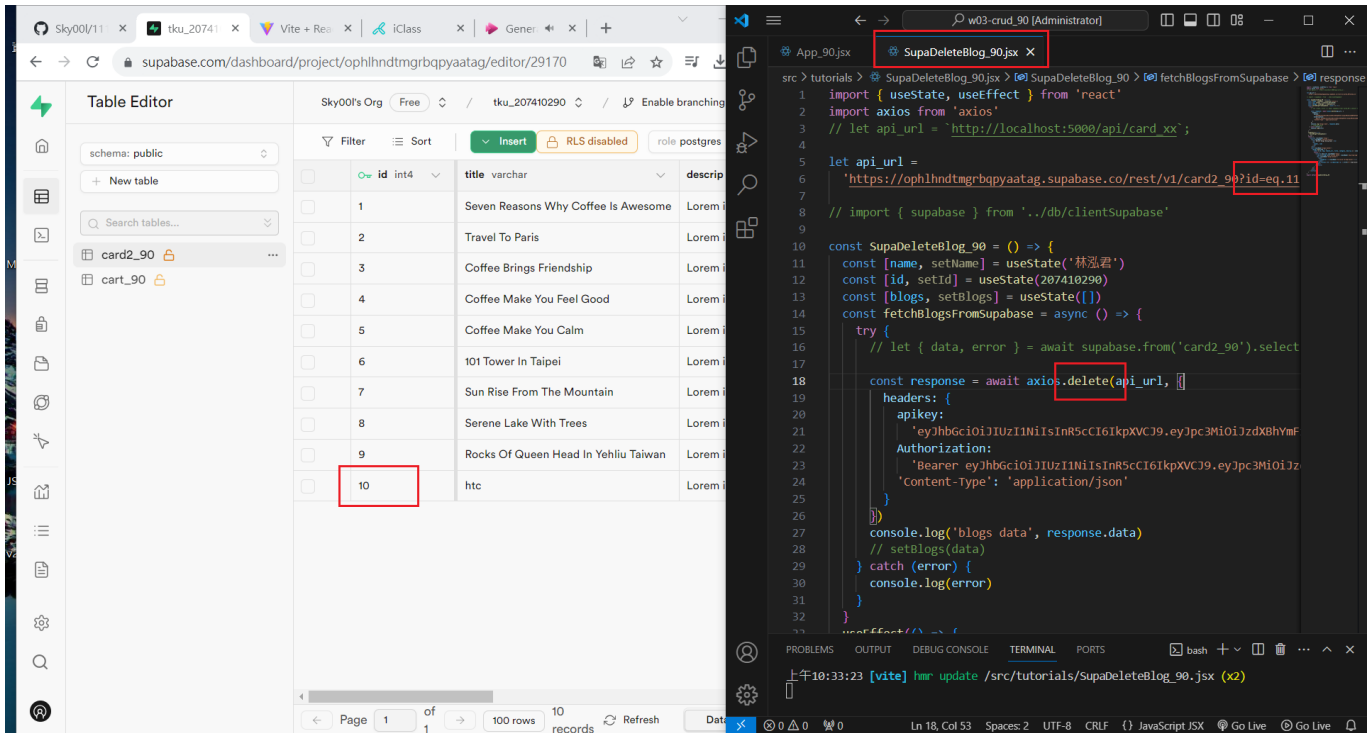 Sky00l/11
tku_20741
Vite + Rea
iClass
Gener
w03-crud_90 [Administrator]
supabase.com/dashboard/project/ophlhndtmgrbqpyaatag/editor/29170
App_90.jsx
SupaDeleteBlog_90.jsx
src > tutorials > SupaDeleteBlog_90.jsx > SupaDeleteBlog_90 > fetchBlogsFromSupabase > response
Table Editor
Sky00l's Org Free / tku_207410290 / Enable branching
Filter Sort Insert RLS disabled role postgres
schema: public
New table
Search tables...
card2_90
cart_90
id int4 title varchar descrip
1 Seven Reasons Why Coffee Is Awesome Lorem i
2 Travel To Paris Lorem i
3 Coffee Brings Friendship Lorem i
4 Coffee Make You Feel Good Lorem i
5 Coffee Make You Calm Lorem i
6 101 Tower In Taipei Lorem i
7 Sun Rise From The Mountain Lorem i
8 Serene Lake With Trees Lorem i
9 Rocks Of Queen Head In Yehliu Taiwan Lorem i
10 htc Lorem i
Page 1 of 1 100 rows 10 records Refresh Dat
1 import { useState, useEffect } from 'react'
2 import axios from 'axios'
3 // let api_url = `http://localhost:5000/api/card_xx`;
4
5 let api_url =
6 'https://ophlhndtmgrbqpyaatag.supabase.co/rest/v1/card2_90?id=eq.11
7
8 // import { supabase } from '../db/clientSupabase'
9
10 const SupaDeleteBlog_90 = () => {
11 const [name, setName] = useState('林泓君')
12 const [id, setId] = useState(207410290)
13 const [blogs, setBlogs] = useState([])
14 const fetchBlogsFromSupabase = async () => {
15 try {
16 // let { data, error } = await supabase.from('card2_90').select
17
18 const response = await axios.delete(api_url, {
19 headers: {
20 apikey:
21 'eyJhbGciOiJIUzI1NiIsInR5cCI6IkpXVCJ9.eyJpc3MiOiJzdXBhYmF
22 Authorization:
23 'Bearer eyJhbGciOiJIUzI1NiIsInR5cCI6IkpXVCJ9.eyJpc3MiOiJz
24 'Content-Type': 'application/json'
25 }
26 })
27 console.log('blogs data', response.data)
28 // setBlogs(data)
29 } catch (error) {
30 console.log(error)
31 }
32 }
33 useEffect(() => {
PROBLEMS OUTPUT DEBUG CONSOLE TERMINAL PORTS bash
上午10:33:23 [vite] hmr update /src/tutorials/SupaDeleteBlog_90.jsx (x2)
0 0 0 Ln 18, Col 53 Spaces: 2 UTF-8 CRLF {} JavaScript JSX Go Live Go Live